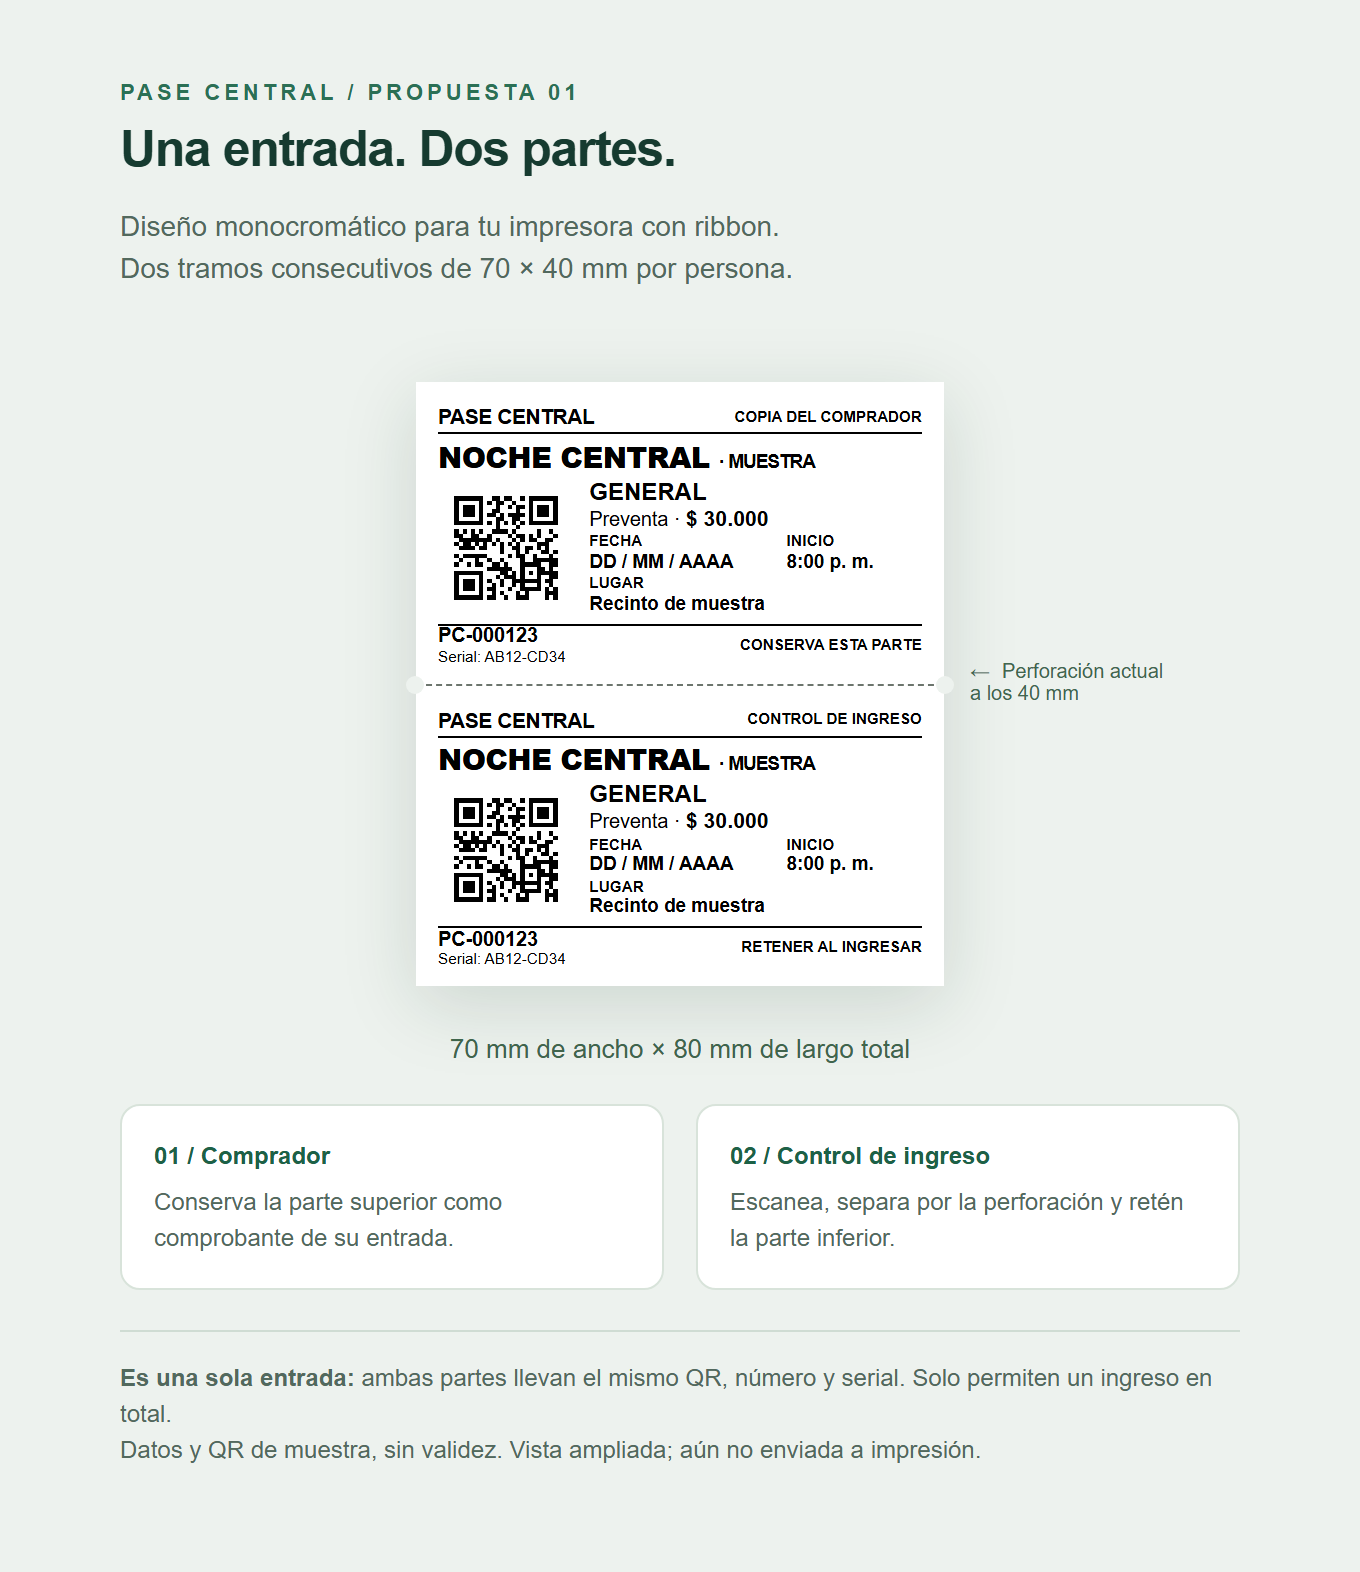 PASE CENTRAL / PROPUESTA 01
Una entrada. Dos partes.
Diseño monocromático para tu impresora con ribbon.
Dos tramos consecutivos de 70 × 40 mm por persona.
PASE CENTRAL
COPIA DEL COMPRADOR
NOCHE CENTRAL · MUESTRA
GENERAL
Preventa · $ 30.000
FECHA
INICIO
DD / MM / AAAA
8:00 p. m.
LUGAR
Recinto de muestra
PC-000123
Serial: AB12-CD34
CONSERVA ESTA PARTE
← Perforación actual
a los 40 mm
PASE CENTRAL
CONTROL DE INGRESO
NOCHE CENTRAL · MUESTRA
GENERAL
Preventa · $ 30.000
FECHA
INICIO
DD / MM / AAAA
8:00 p. m.
LUGAR
Recinto de muestra
PC-000123
Serial: AB12-CD34
RETENER AL INGRESAR
70 mm de ancho × 80 mm de largo total
01 / Comprador
Conserva la parte superior como
comprobante de su entrada.
02 / Control de ingreso
Escanea, separa por la perforación y retén
la parte inferior.
Es una sola entrada: ambas partes llevan el mismo QR, número y serial. Solo permiten un ingreso en
total.
Datos y QR de muestra, sin validez. Vista ampliada; aún no enviada a impresión.